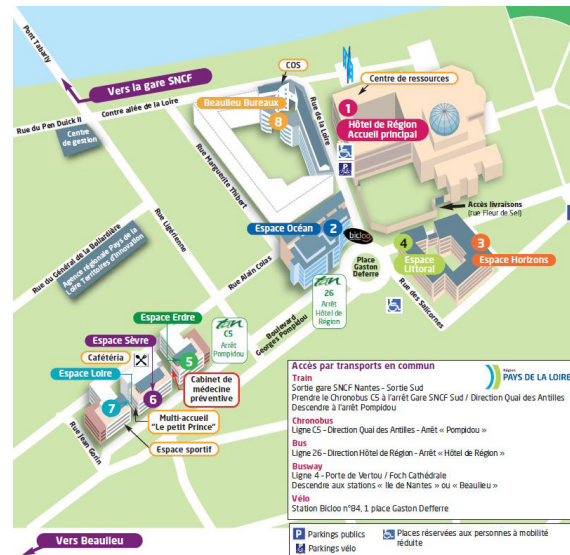 Pont Tabarly
Vers la gare SNCF
COS
Centre de ressources
Contre allée de la Loire
Beaulieu Bureaux
8
Rue de la Loire
1
Hôtel de Région
Accueil principal
P
Rue du Pen Duick II
Centre
de gestion
Rue Marguerite Thibert
Accès livraisons
(rue Fleur de Sel)
Rue Ligérienne
Espace Océan
2
bicloo
4
Espace
Littoral
3
Espace Horizons
Rue du Général de la Bollardière
Agence régionale Pays de la
Loire Territoires d'innovation
Place
Gaston
Deferre
Rue Alain Colas
tan
26
Arrêt
Hôtel de
Région
Rue des Salicornes
Boulevard
Georges Pompidou
tan
C5
Arrêt
Pompidou
Espace Erdre
Espace Sèvre
5
Cafétéria
Espace Loire
Cabinet de
médecine
préventive
7
6
Multi-accueil
"Le petit Prince"
Espace sportif
Rue Jean Gorin
Vers Beaulieu
Accès par transports en commun
Région
PAYS DE LA LOIRE
Train
Sortie gare SNCF Nantes - Sortie Sud
Prendre le Chronobus C5 à l'arrêt Gare SNCF Sud / Direction Quai des Antilles
Descendre à l'arrêt Pompidou
Chronobus
Ligne C5 - Direction Quai des Antilles - Arrêt « Pompidou »
Bus
Ligne 26 - Direction Hôtel de Région - Arrêt « Hôtel de Région »
Busway
Ligne 4 - Porte de Vertou / Foch Cathédrale
Descendre aux stations « Ile de Nantes » ou « Beaulieu »
Vélo
Station Bicloo n°84, 1 place Gaston Defferre
P Parkings publics
Places réservées aux personnes à mobilité
réduite
P Parkings vélo